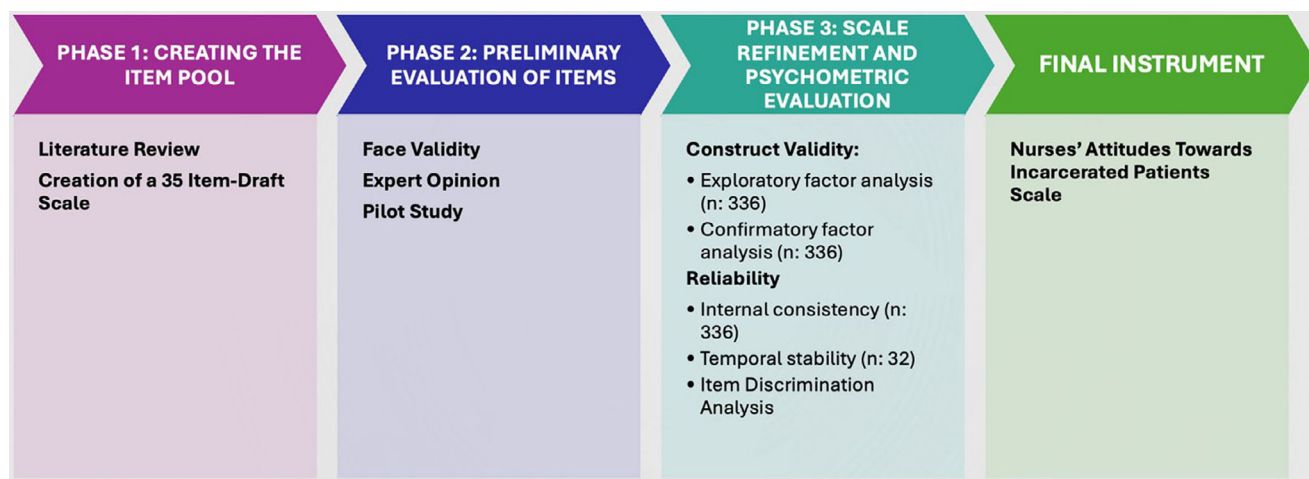 PHASE 1: CREATING THE
ITEM POOL
Literature Review
Creation of a 35 Item-Draft
Scale
PHASE 2: PRELIMINARY
EVALUATION OF ITEMS
Face Validity
Expert Opinion
Pilot Study
PHASE 3: SCALE
REFINEMENT AND
PSYCHOMETRIC
EVALUATION
Construct Validity:
• Exploratory factor analysis
(n: 336)
• Confirmatory factor
analysis (n: 336)
Reliability
• Internal consistency (n:
336)
• Temporal stability (n: 32)
• Item Discrimination
Analysis
FINAL INSTRUMENT
Nurses’ Attitudes Towards
Incarcerated Patients
Scale